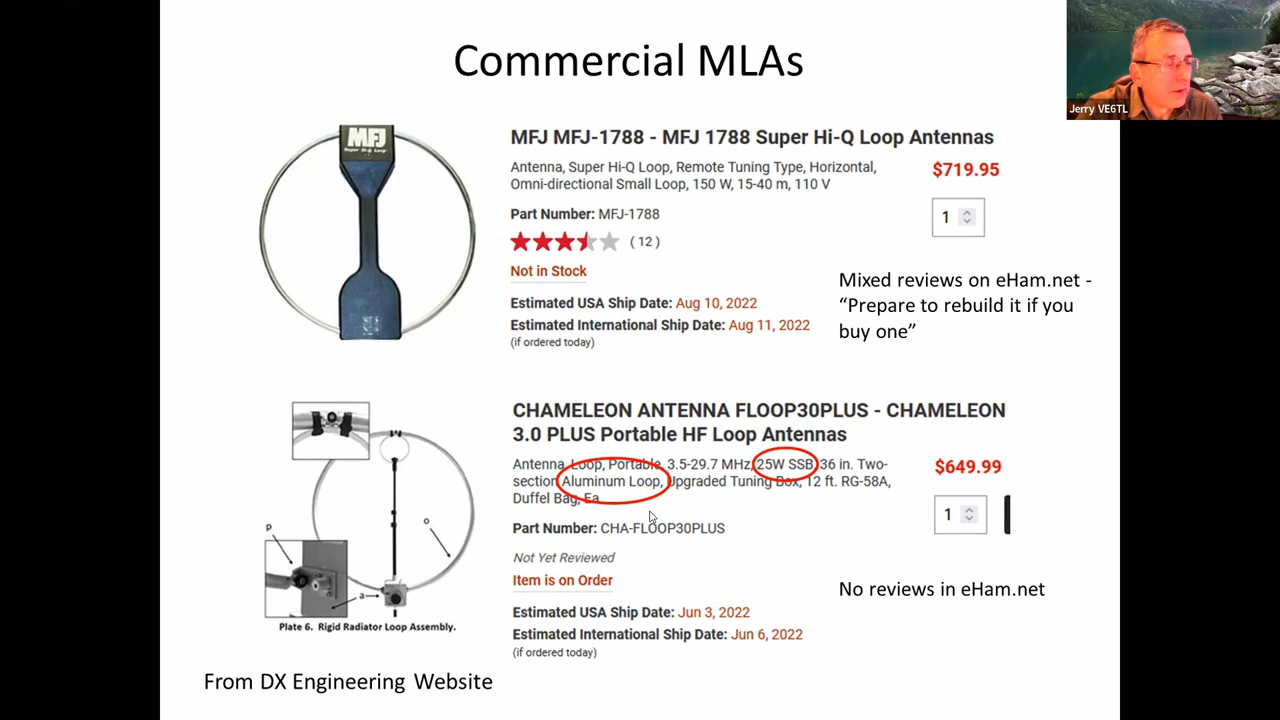 Commercial MLAs
Jerry VE6TL
MFJ
Super Hi-Q Loop
MFJ MFJ-1788 - MFJ 1788 Super Hi-Q Loop Antennas
Antenna, Super Hi-Q Loop, Remote Tuning Type, Horizontal,
Omni-directional Small Loop, 150 W, 15-40 m, 110 V
$719.95
Part Number: MFJ-1788
1
( 12 )
Not in Stock
Mixed reviews on eHam.net -
“Prepare to rebuild it if you
buy one”
Estimated USA Ship Date: Aug 10, 2022
Estimated International Ship Date: Aug 11, 2022
(if ordered today)
CHAMELEON ANTENNA FLOOP30PLUS - CHAMELEON
3.0 PLUS Portable HF Loop Antennas
Antenna, Loop, Portable, 3.5-29.7 MHz, 25W SSB, 36 in. Two-
section Aluminum Loop, Upgraded Tuning Box, 12 ft. RG-58A,
Duffel Bag, Ea.
$649.99
Part Number: CHA-FLOOP30PLUS
1
Not Yet Reviewed
Item is on Order
No reviews in eHam.net
Estimated USA Ship Date: Jun 3, 2022
Estimated International Ship Date: Jun 6, 2022
(if ordered today)
p
o
a
Plate 6. Rigid Radiator Loop Assembly.
From DX Engineering Website